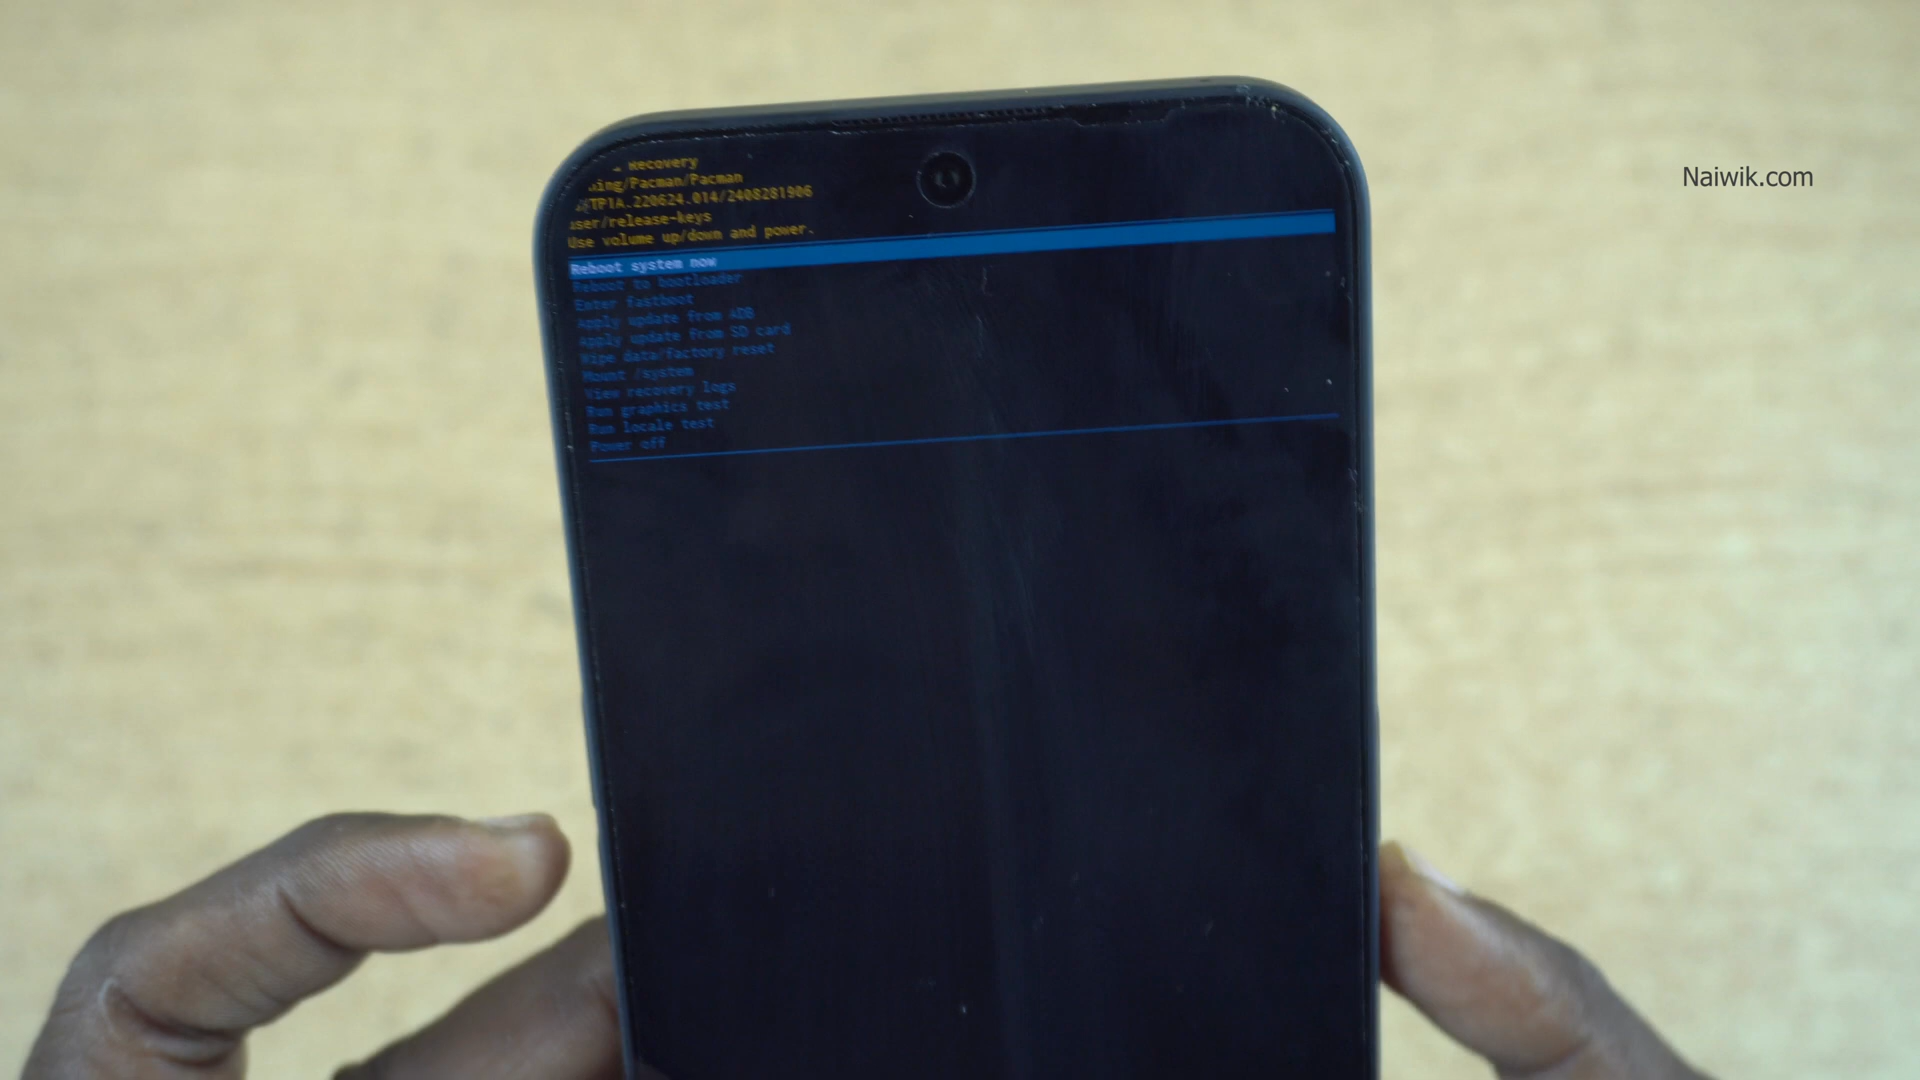 Recovery
/Pacman/Pacman
TP1A.220624.014/2408281906
user/release-keys
Use volume up/down and power.
Reboot system now
Reboot to bootloader
Enter fastboot
Apply update from ADB
Apply update from SD card
Wipe data/factory reset
Mount /system
View recovery logs
Run graphics test
Run locale test
Power off
Naiwik.com